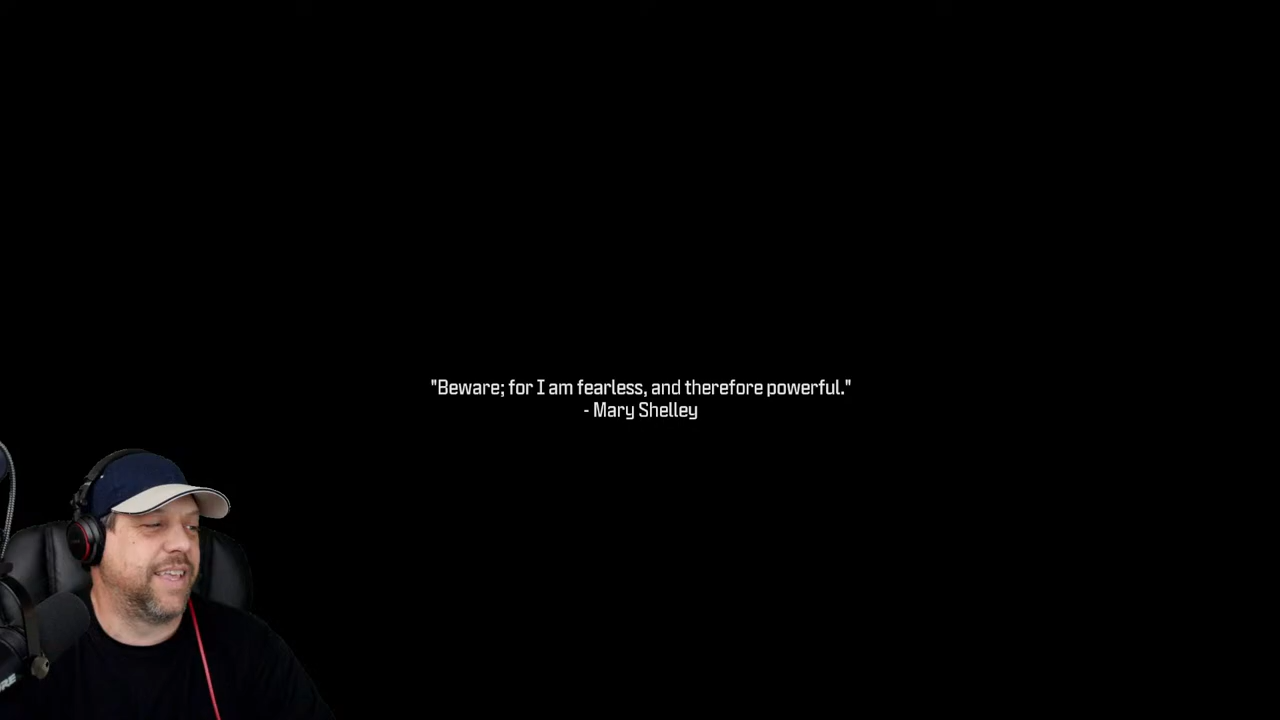 "Beware; for I am fearless, and therefore powerful."
- Mary Shelley